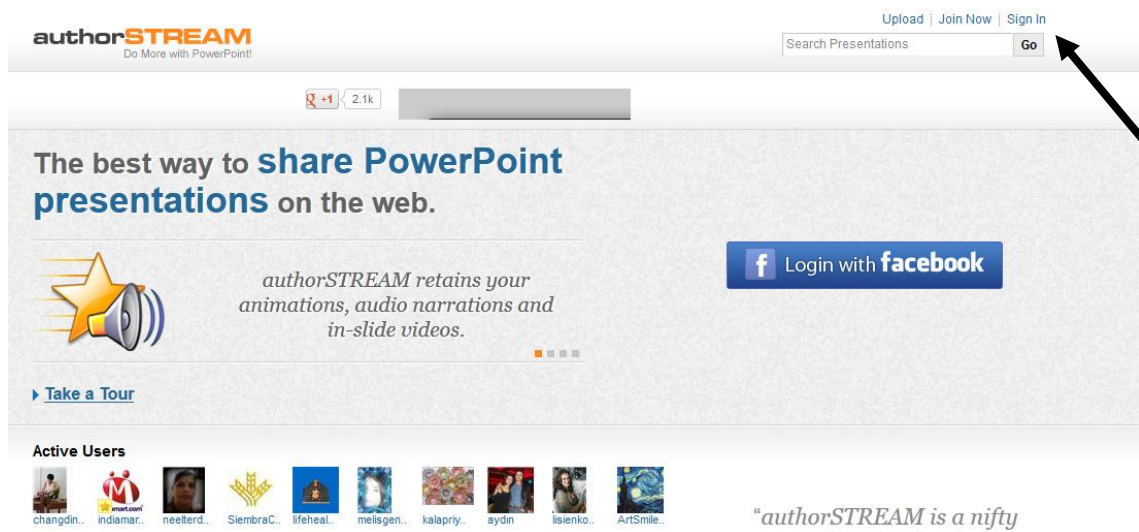 Upload | Join Now | Sign In
authorSTREAM
Do More with PowerPoint!
Search Presentations Go
g +1 2.1k
The best way to share PowerPoint
presentations on the web.
f Login with facebook
authorSTREAM retains your
animations, audio narrations and
in-slide videos.
Take a Tour
Active Users
changdin.. indiamar.. neelterd.. SiembraC.. lifeheal.. melisgen.. kalapriy.. aydin lisienko.. ArtSmile..
"authorSTREAM is a nifty